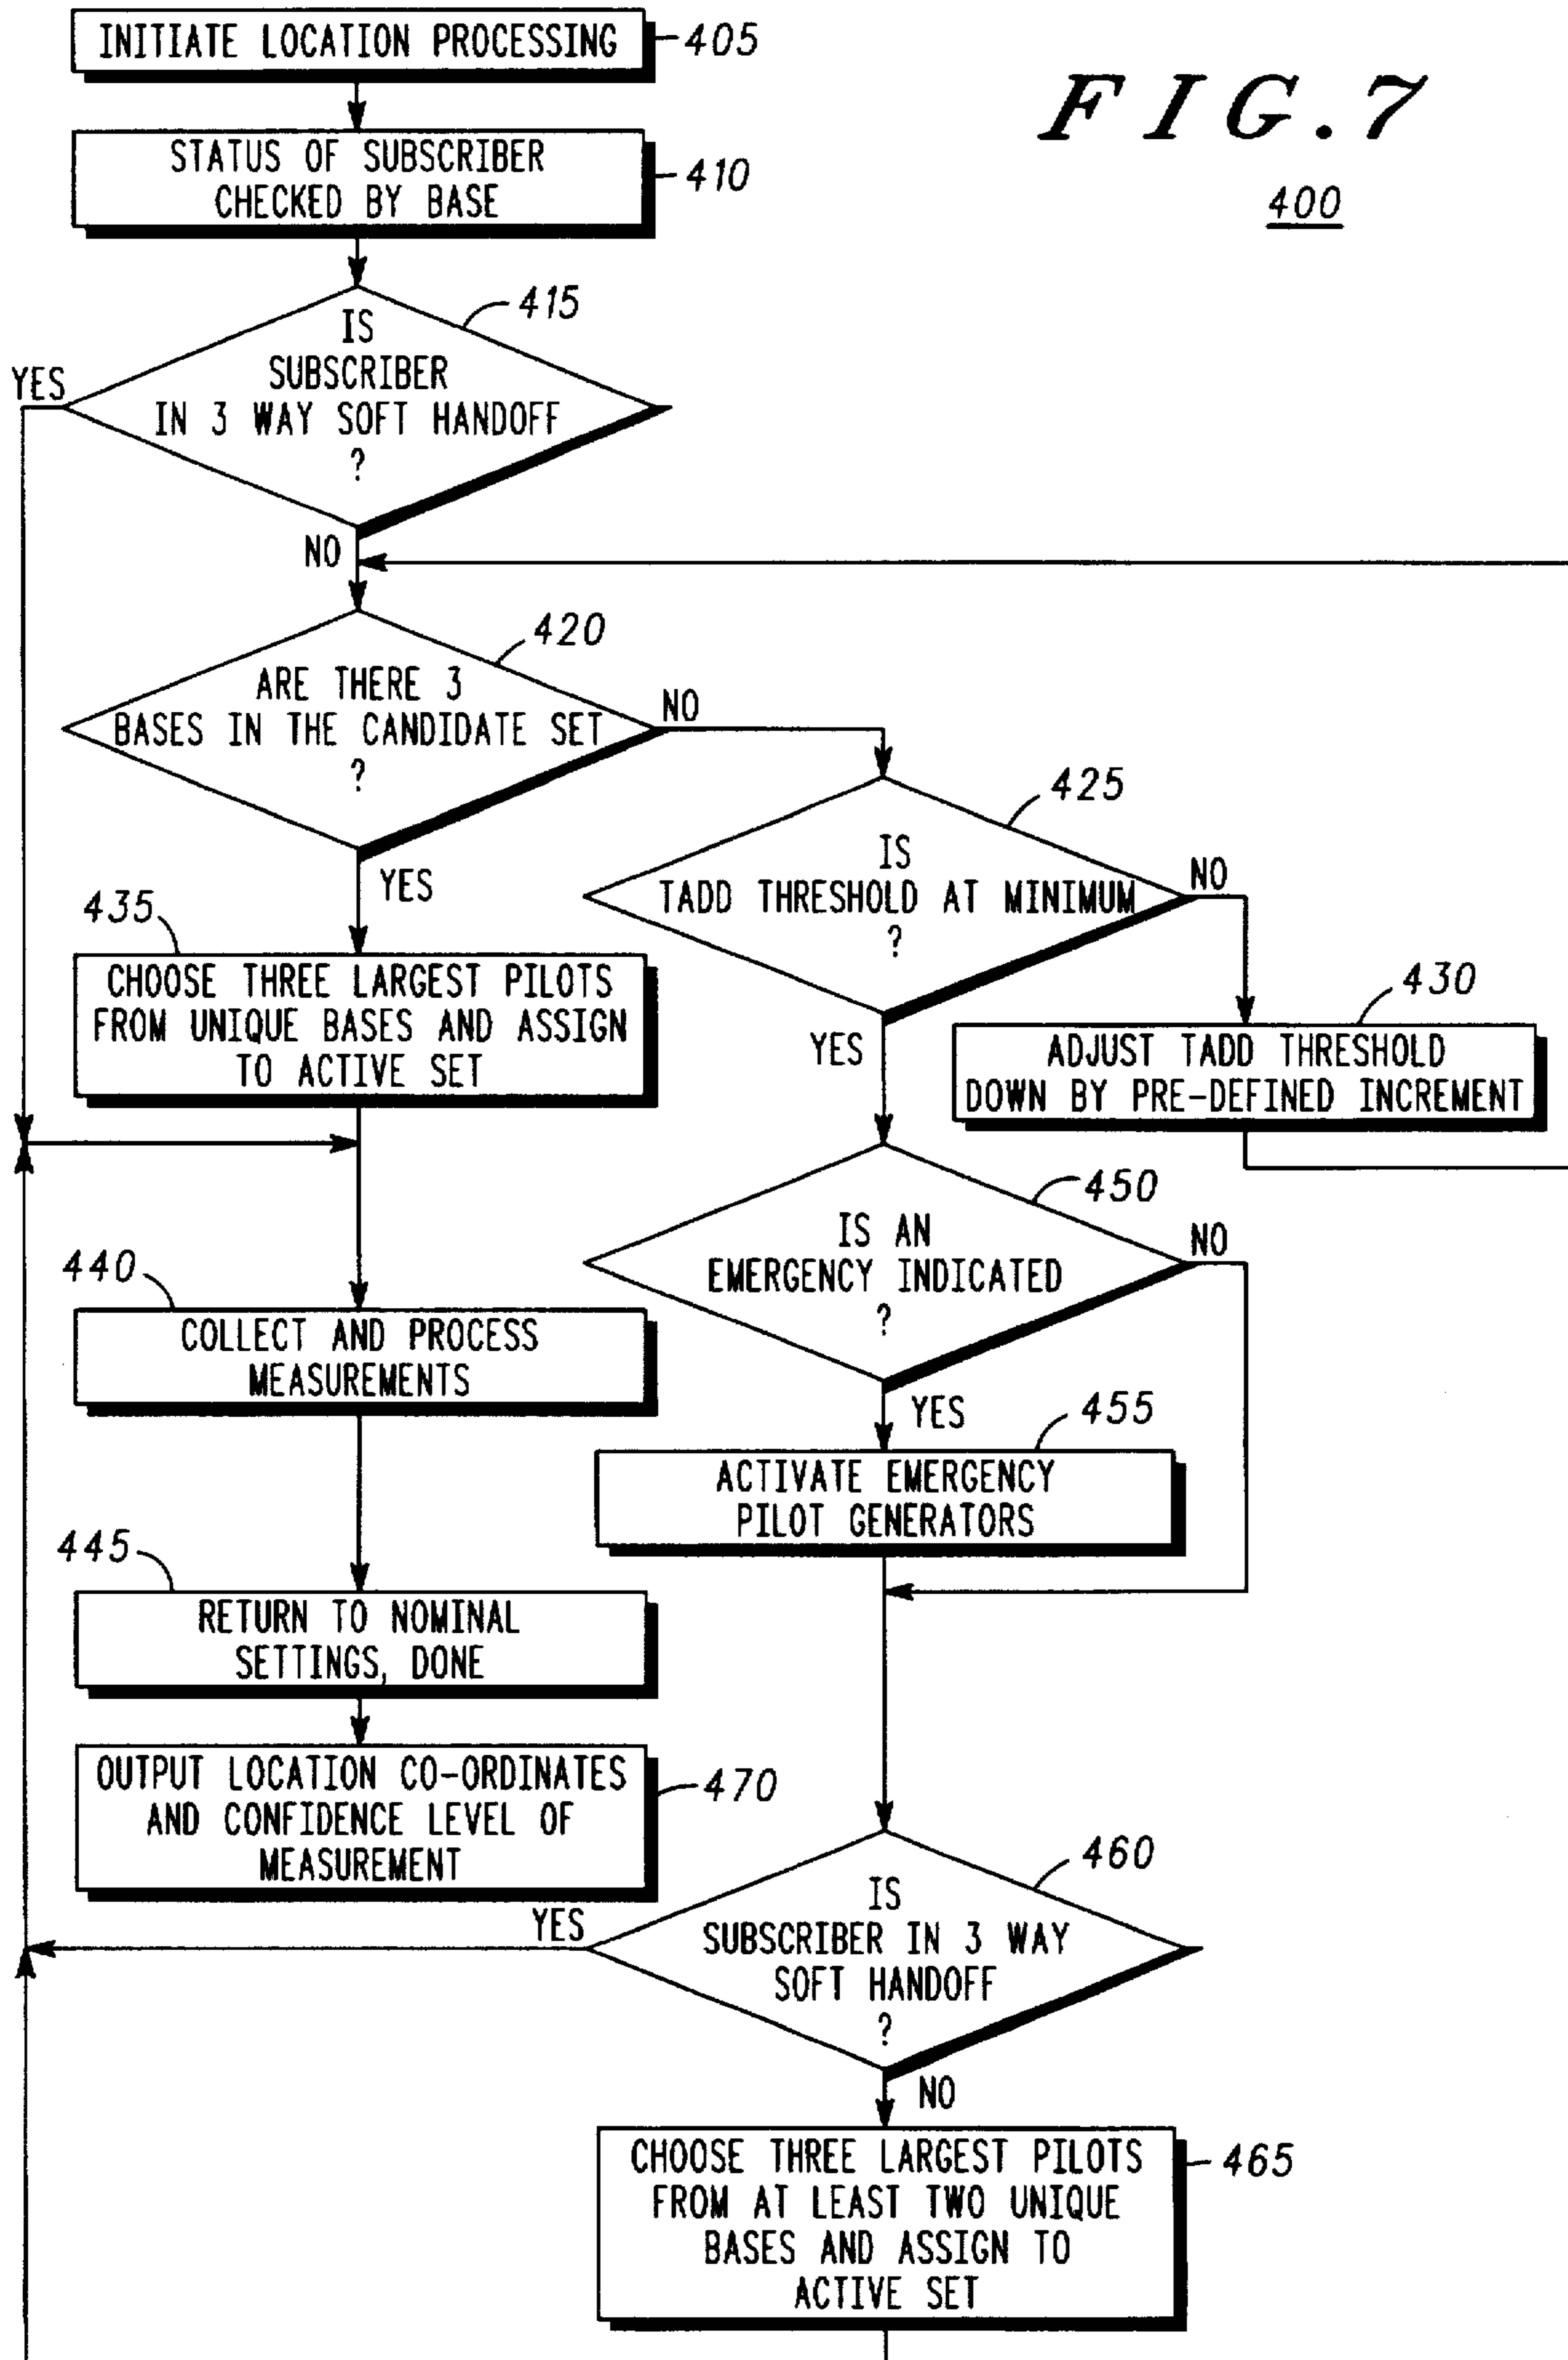 INITIATE LOCATION PROCESSING
405
FIG.7
400
STATUS OF SUBSCRIBER
CHECKED BY BASE
410
415
IS
SUBSCRIBER
IN 3 WAY SOFT HANDOFF
?
YES
NO
420
ARE THERE 3
BASES IN THE CANDIDATE SET
?
NO
YES
425
IS
TADD THRESHOLD AT MINIMUM
?
NO
YES
430
ADJUST TADD THRESHOLD
DOWN BY PRE-DEFINED INCREMENT
435
CHOOSE THREE LARGEST PILOTS
FROM UNIQUE BASES AND ASSIGN
TO ACTIVE SET
440
COLLECT AND PROCESS
MEASUREMENTS
450
IS AN
EMERGENCY INDICATED
?
NO
YES
455
ACTIVATE EMERGENCY
PILOT GENERATORS
445
RETURN TO NOMINAL
SETTINGS, DONE
OUTPUT LOCATION CO-ORDINATES
AND CONFIDENCE LEVEL OF
MEASUREMENT
470
460
IS
SUBSCRIBER IN 3 WAY
SOFT HANDOFF
?
YES
NO
CHOOSE THREE LARGEST PILOTS
FROM AT LEAST TWO UNIQUE
BASES AND ASSIGN TO
ACTIVE SET
465